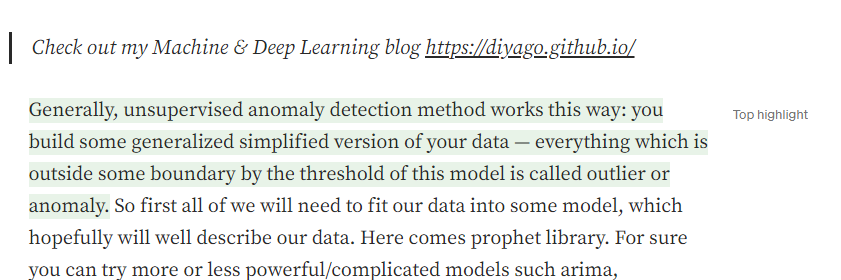 Check out my Machine & Deep Learning blog https://diyago.github.io/
Generally, unsupervised anomaly detection method works this way: you
Top highlight
build some generalized simplified version of your data — everything which is
outside some boundary by the threshold of this model is called outlier or
anomaly. So first all of we will need to fit our data into some model, which
hopefully will well describe our data. Here comes prophet library. For sure
you can try more or less powerful/complicated models such arima,